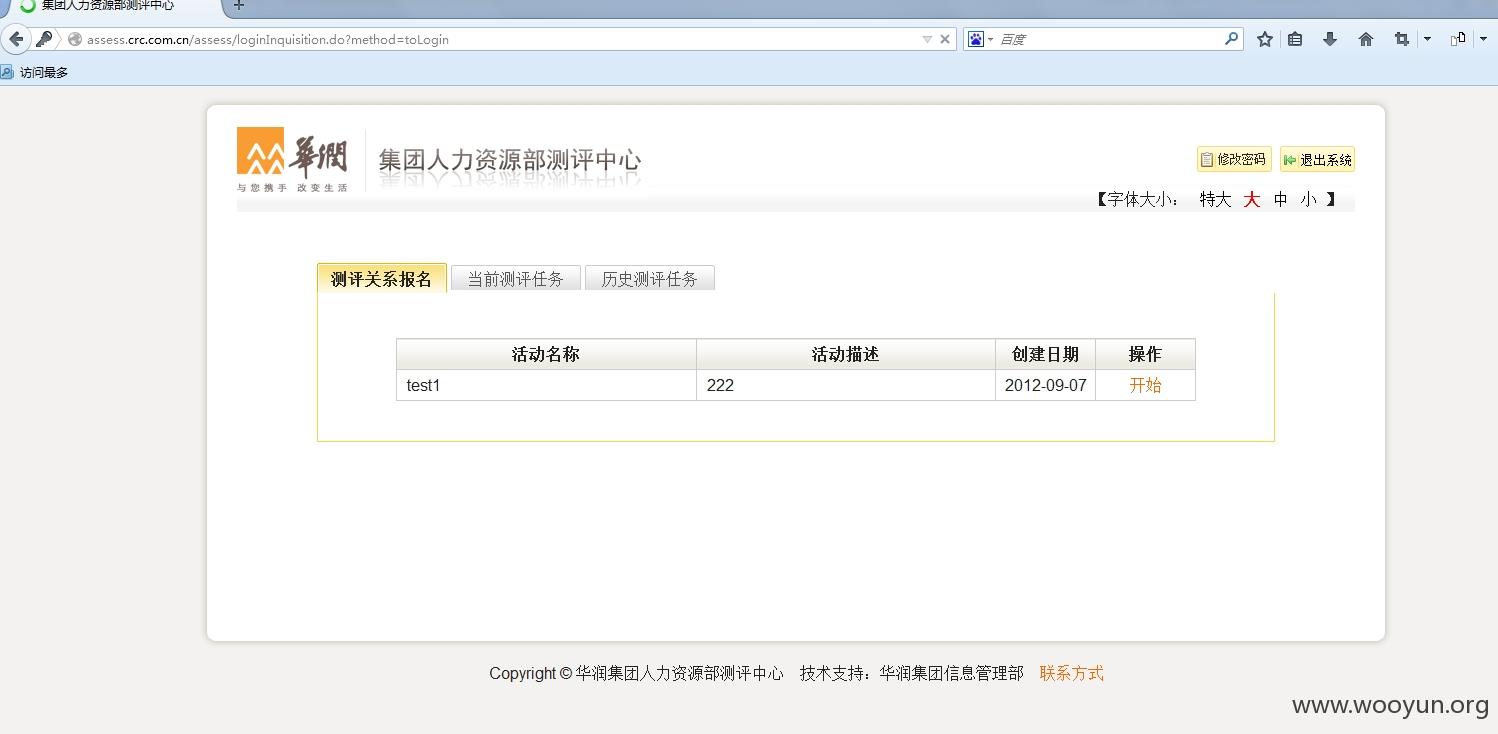 集团人力资源部测评中心
assess.crc.com.cn/assess/loginInquisition.do?method=toLogin
百度
访问最多
華潤
与您携手 改变生活
集团人力资源部测评中心
修改密码 退出系统
【字体大小： 特大 大 中 小 】
测评关系报名 当前测评任务 历史测评任务
活动名称 活动描述 创建日期 操作
test1 222 2012-09-07 开始
Copyright © 华润集团人力资源部测评中心 技术支持：华润集团信息管理部 联系方式
www.wooyun.org